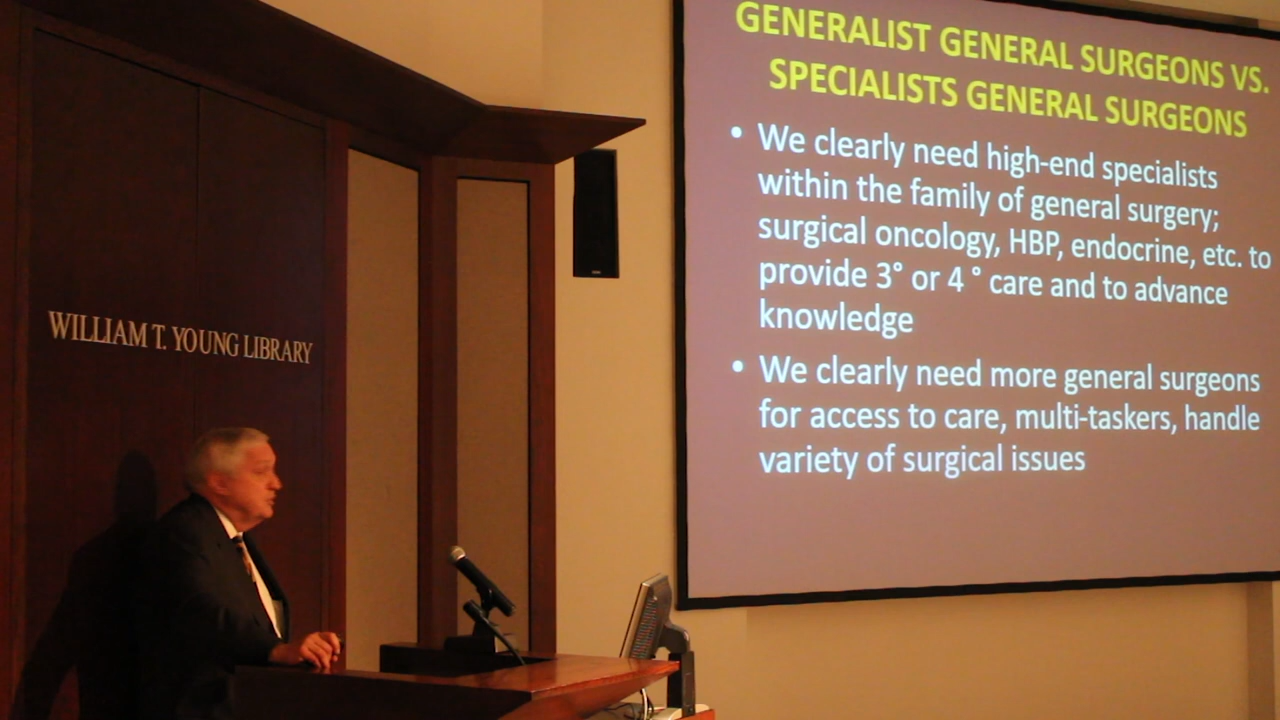 WILLIAM T. YOUNG LIBRARY
GENERALIST GENERAL SURGEONS VS.
SPECIALISTS GENERAL SURGEONS
• We clearly need high-end specialists
within the family of general surgery;
surgical oncology, HBP, endocrine, etc. to
provide 3° or 4 ° care and to advance
knowledge
• We clearly need more general surgeons
for access to care, multi-taskers, handle
variety of surgical issues